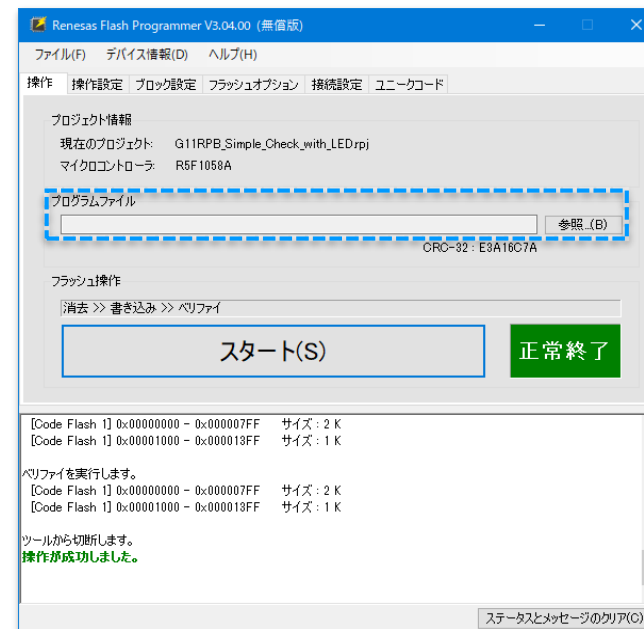 Renesas Flash Programmer V3.04.00 (無償版)
ファイル(F) デバイス情報(D) ヘルプ(H)
操作 操作設定 ブロック設定 フラッシュオプション 接続設定 ユニークコード
プロジェクト情報
現在のプロジェクト: G11RPB_Simple_Check_with_LED.rpj
マイクロコントローラ: R5F1058A
プログラムファイル
参照...(B)
CRC-32 : E3A16C7A
フラッシュ操作
消去 >> 書き込み >> ベリファイ
スタート(S) 正常終了
[Code Flash 1] 0x00000000 - 0x000007FF サイズ : 2 K
[Code Flash 1] 0x00001000 - 0x000013FF サイズ : 1 K
ベリファイを実行します。
[Code Flash 1] 0x00000000 - 0x000007FF サイズ : 2 K
[Code Flash 1] 0x00001000 - 0x000013FF サイズ : 1 K
ツールから切断します。
操作が成功しました。
ステータスとメッセージのクリア(C)